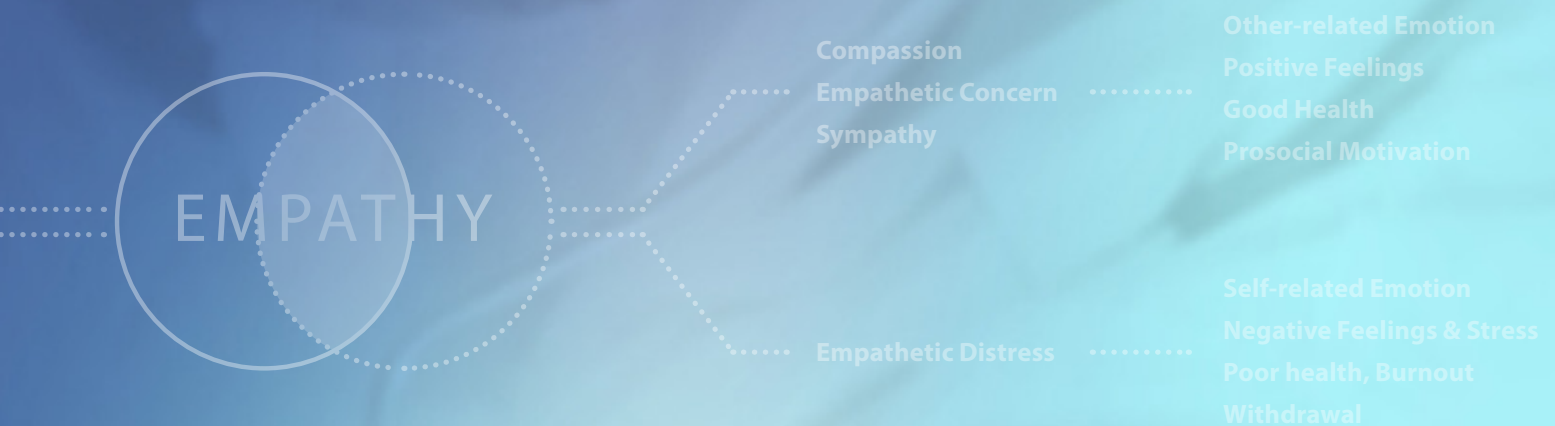 EMPATHY
Compassion
Empathetic Concern
Sympathy
Other-related Emotion
Positive Feelings
Good Health
Prosocial Motivation
Empathetic Distress
Self-related Emotion
Negative Feelings & Stress
Poor health, Burnout
Withdrawal